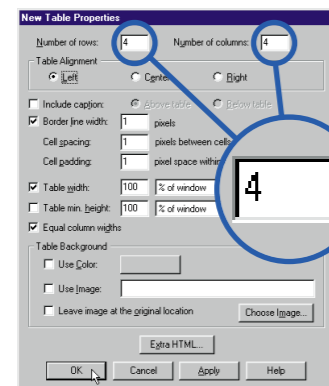 New Table Properties
Number of rows: 4 Number of columns: 4
Table Alignment
Left Center Right
Include caption: Above table Below table
Border line width: 1 pixels
Cell spacing: 1 pixels between cells
Cell padding: 1 pixel space within
4
Table width: 100 % of window
Table min. height: 100 % of window
Equal column widths
Table Background
Use Color:
Use Image:
Leave image at the original location Choose Image...
Extra HTML...
OK Cancel Apply Help